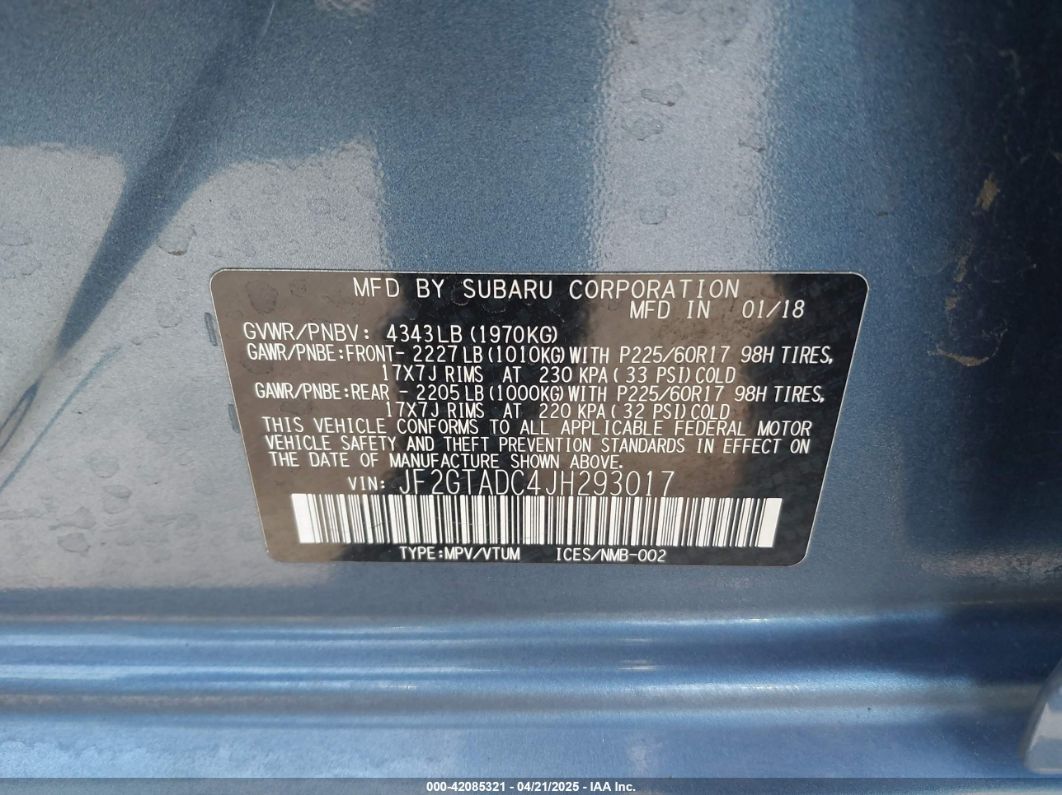 MFD BY SUBARU CORPORATION
MFD IN 01/18
GVWR/PNBV: 4343LB (1970KG)
GAWR/PNBE:FRONT- 2227 LB (1010KG) WITH P225/60R17 98H TIRES,
17X7J RIMS AT 230 KPA ( 33 PSI) COLD
GAWR/PNBE:REAR - 2205 LB (1000KG) WITH P225/60R17 98H TIRES,
17X7J RIMS AT 220 KPA ( 32 PSI) COLD
THIS VEHICLE CONFORMS TO ALL APPLICABLE FEDERAL MOTOR
VEHICLE SAFETY AND THEFT PREVENTION STANDARDS IN EFFECT ON
THE DATE OF MANUFACTURE SHOWN ABOVE.
VIN: JF2GTADC4JH293017
TYPE:MPV/VTUM ICES/NMB-002
000-42085321 - 04/21/2025 - IAA Inc.